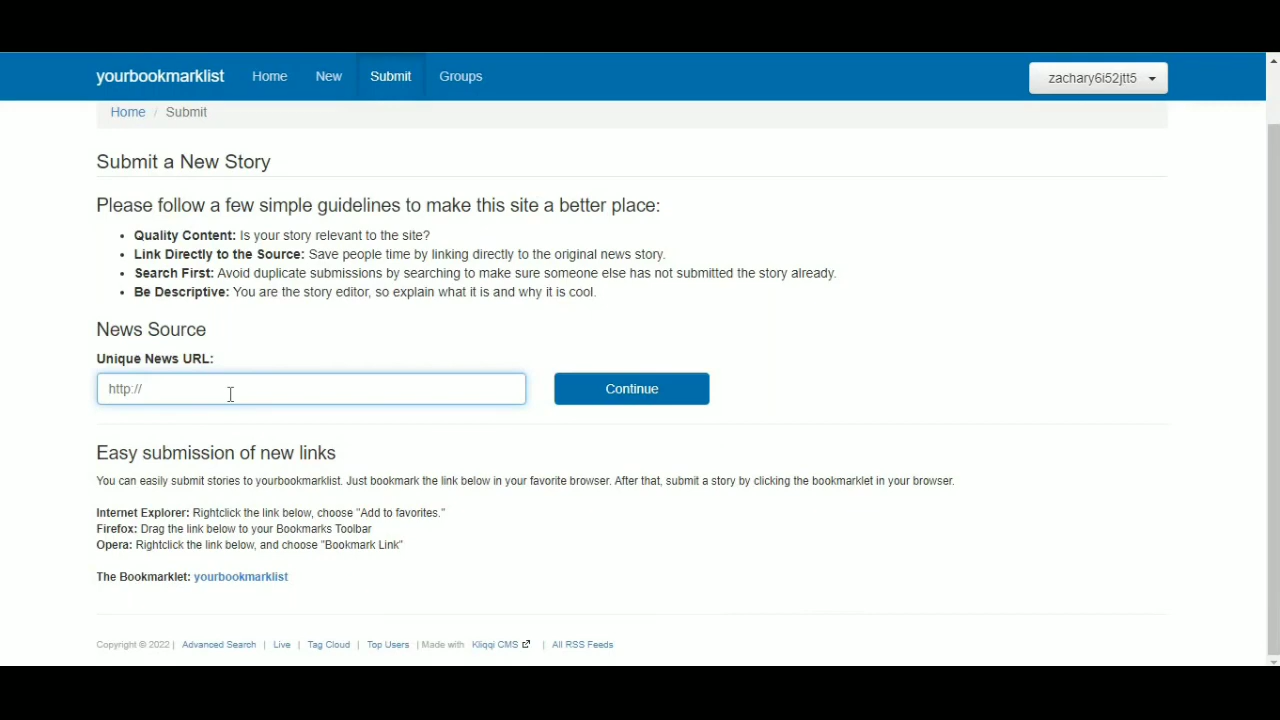 yourbookmarklist Home New Submit Groups zachary6i52jtt5
Home / Submit
Submit a New Story
Please follow a few simple guidelines to make this site a better place:
• Quality Content: Is your story relevant to the site?
• Link Directly to the Source: Save people time by linking directly to the original news story.
• Search First: Avoid duplicate submissions by searching to make sure someone else has not submitted the story already.
• Be Descriptive: You are the story editor, so explain what it is and why it is cool.
News Source
Unique News URL:
http:// Continue
Easy submission of new links
You can easily submit stories to yourbookmarklist. Just bookmark the link below in your favorite browser. After that, submit a story by clicking the bookmarklet in your browser.
Internet Explorer: Rightclick the link below, choose "Add to favorites."
Firefox: Drag the link below to your Bookmarks Toolbar
Opera: Rightclick the link below, and choose "Bookmark Link"
The Bookmarklet: yourbookmarklist
Copyright © 2022 | Advanced Search | Live | Tag Cloud | Top Users | Made with Kliqqi CMS | All RSS Feeds